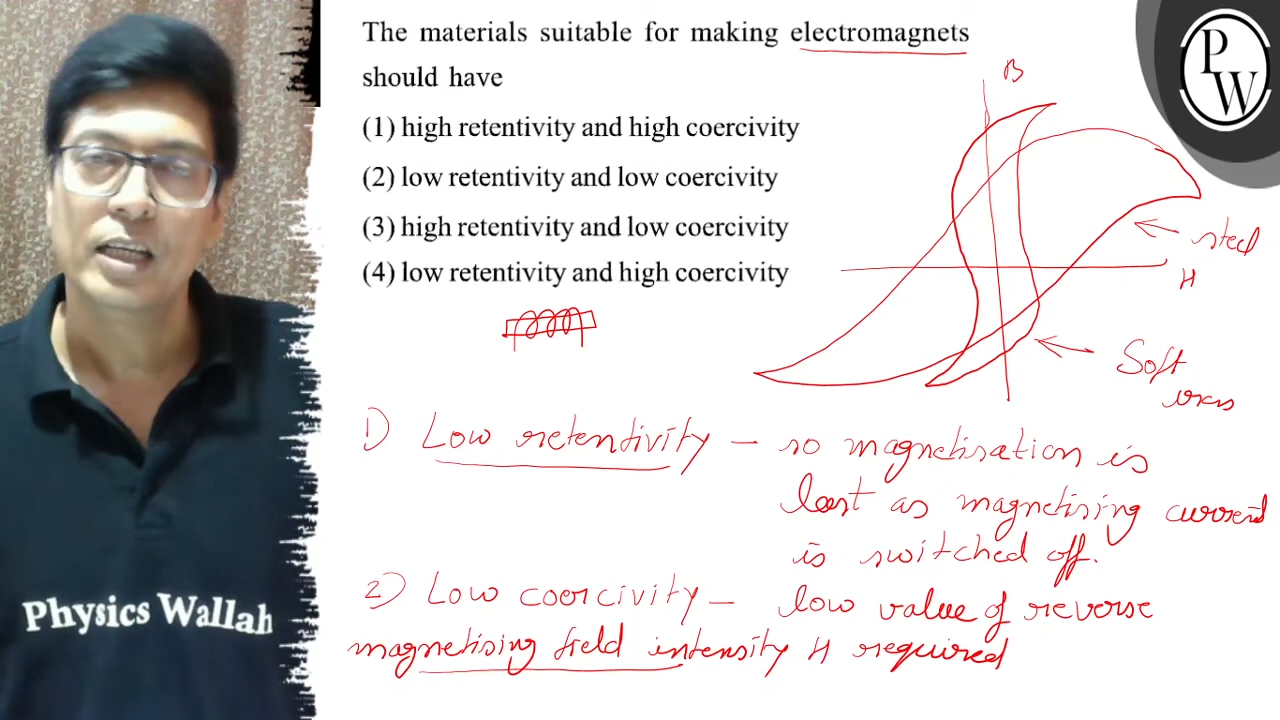 The materials suitable for making electromagnets
should have
(1) high retentivity and high coercivity
(2) low retentivity and low coercivity
(3) high retentivity and low coercivity
(4) low retentivity and high coercivity
P
W
B
steel
H
Soft
iron
1) Low retentivity – so magnetisation is
lost as magnetising current
is switched off.
2) Low coercivity – low value of reverse
magnetising field intensity H required
Physics Wallah